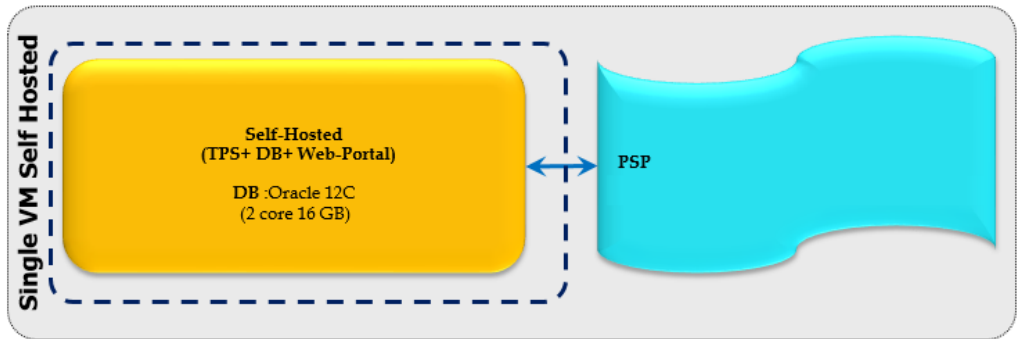 Single VM Self Hosted
Self-Hosted
(TPS+ DB+ Web-Portal)
DB :Oracle 12C
(2 core 16 GB)
PSP